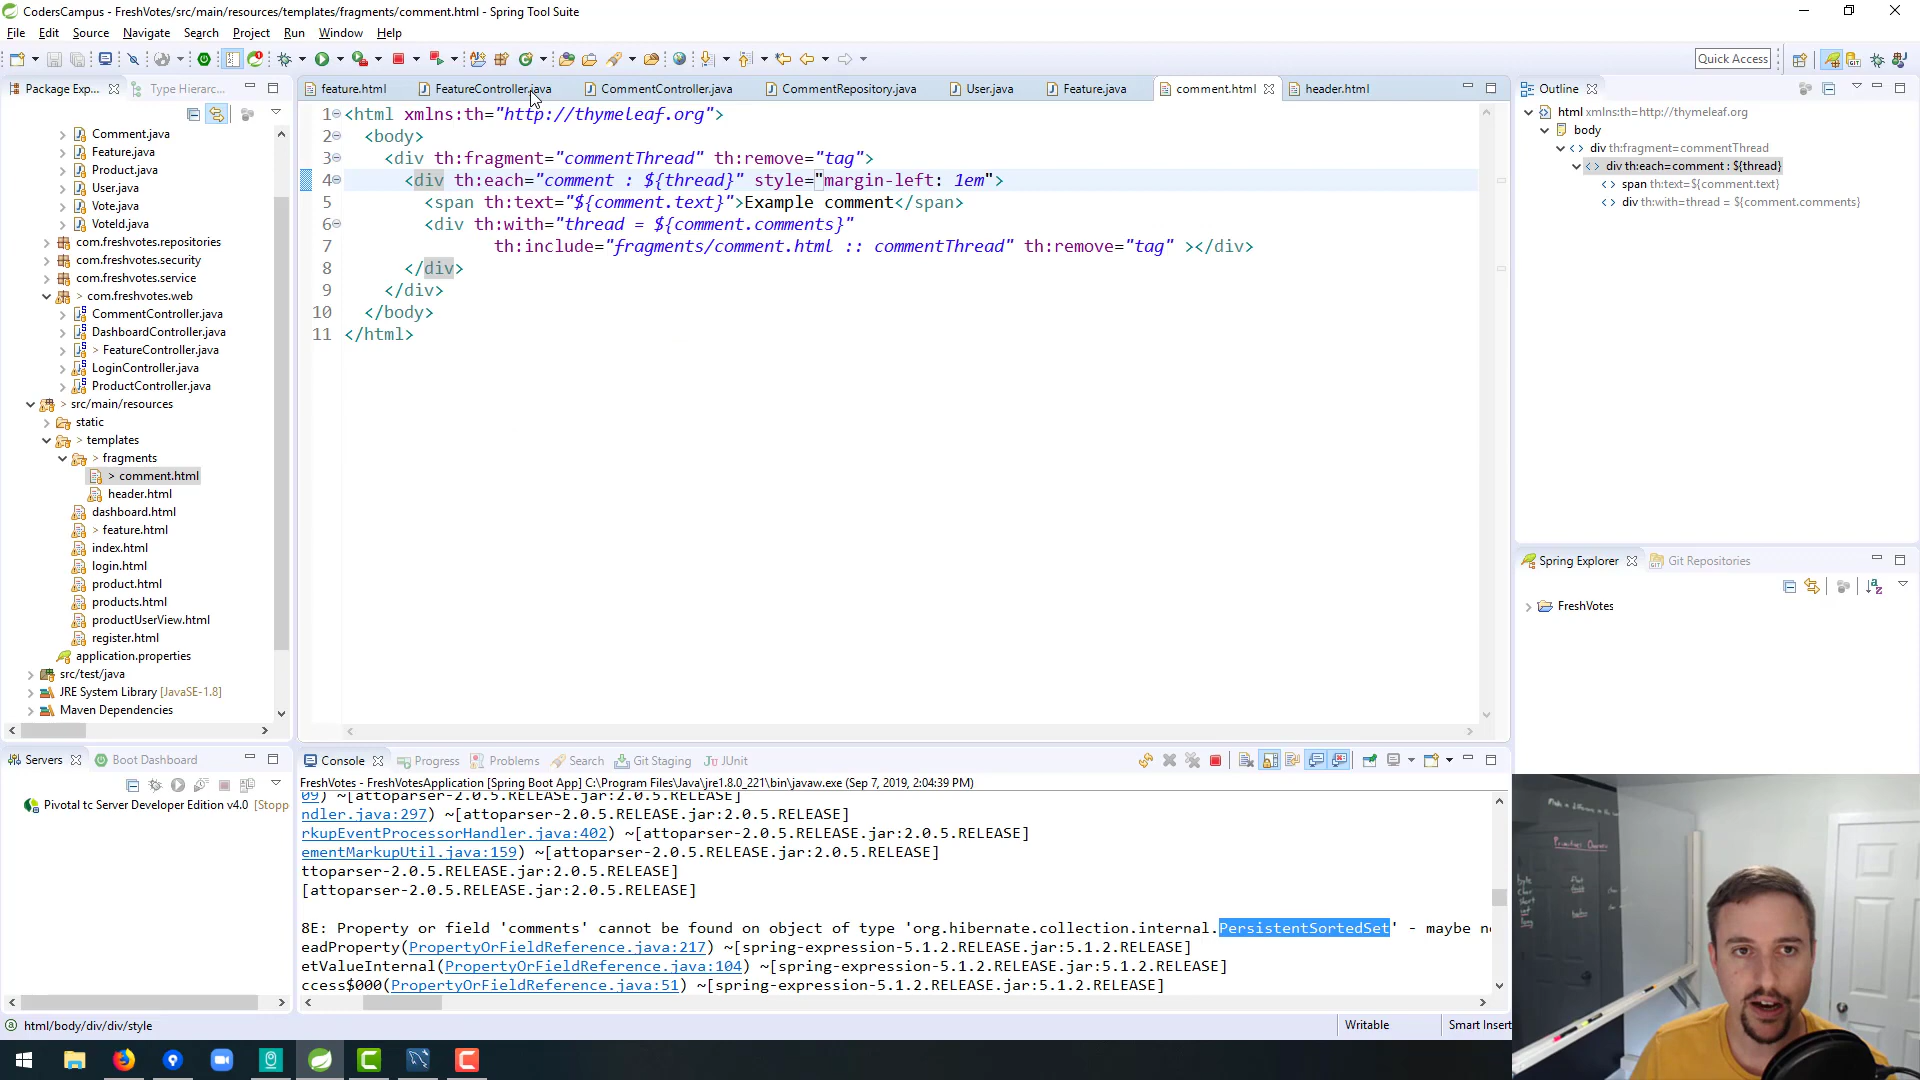 CodersCampus - FreshVotes/src/main/resources/templates/fragments/comment.html - Spring Tool Suite
File Edit Source Navigate Search Project Run Window Help
Quick Access
Package Exp... Type Hierarc...
Comment.java
Feature.java
Product.java
User.java
Vote.java
VoteId.java
com.freshvotes.repositories
com.freshvotes.security
com.freshvotes.service
> com.freshvotes.web
CommentController.java
DashboardController.java
> FeatureController.java
LoginController.java
ProductController.java
> src/main/resources
static
> templates
> fragments
> comment.html
header.html
dashboard.html
> feature.html
index.html
login.html
product.html
products.html
productUserView.html
register.html
application.properties
src/test/java
JRE System Library [JavaSE-1.8]
Maven Dependencies
feature.html FeatureController.java CommentController.java CommentRepository.java User.java Feature.java comment.html header.html
1 <html xmlns:th="http://thymeleaf.org">
2 <body>
3 <div th:fragment="commentThread" th:remove="tag">
4 <div th:each="comment : ${thread}" style="margin-left: 1em">
5 <span th:text="${comment.text}">Example comment</span>
6 <div th:with="thread = ${comment.comments}"
7 th:include="fragments/comment.html :: commentThread" th:remove="tag" ></div>
8 </div>
9 </div>
10 </body>
11 </html>
Outline
html xmlns:th=http://thymeleaf.org
body
div th:fragment=commentThread
div th:each=comment : ${thread}
span th:text=${comment.text}
div th:with=thread = ${comment.comments}
Spring Explorer Git Repositories
FreshVotes
Servers Boot Dashboard
Pivotal tc Server Developer Edition v4.0 [Stopp
Console Progress Problems Search Git Staging JUnit
FreshVotes - FreshVotesApplication [Spring Boot App] C:\Program Files\Java\jre1.8.0_221\bin\javaw.exe (Sep 7, 2019, 2:04:39 PM)
09) ~[attoparser-2.0.5.RELEASE.jar:2.0.5.RELEASE]
ndler.java:297) ~[attoparser-2.0.5.RELEASE.jar:2.0.5.RELEASE]
rkupEventProcessorHandler.java:402) ~[attoparser-2.0.5.RELEASE.jar:2.0.5.RELEASE]
ementMarkupUtil.java:159) ~[attoparser-2.0.5.RELEASE.jar:2.0.5.RELEASE]
ttoparser-2.0.5.RELEASE.jar:2.0.5.RELEASE]
[attoparser-2.0.5.RELEASE.jar:2.0.5.RELEASE]
8E: Property or field 'comments' cannot be found on object of type 'org.hibernate.collection.internal.PersistentSortedSet' - maybe n
eadProperty(PropertyOrFieldReference.java:217) ~[spring-expression-5.1.2.RELEASE.jar:5.1.2.RELEASE]
etValueInternal(PropertyOrFieldReference.java:104) ~[spring-expression-5.1.2.RELEASE.jar:5.1.2.RELEASE]
ccess$000(PropertyOrFieldReference.java:51) ~[spring-expression-5.1.2.RELEASE.jar:5.1.2.RELEASE]
html/body/div/div/style
Writable
Smart Insert